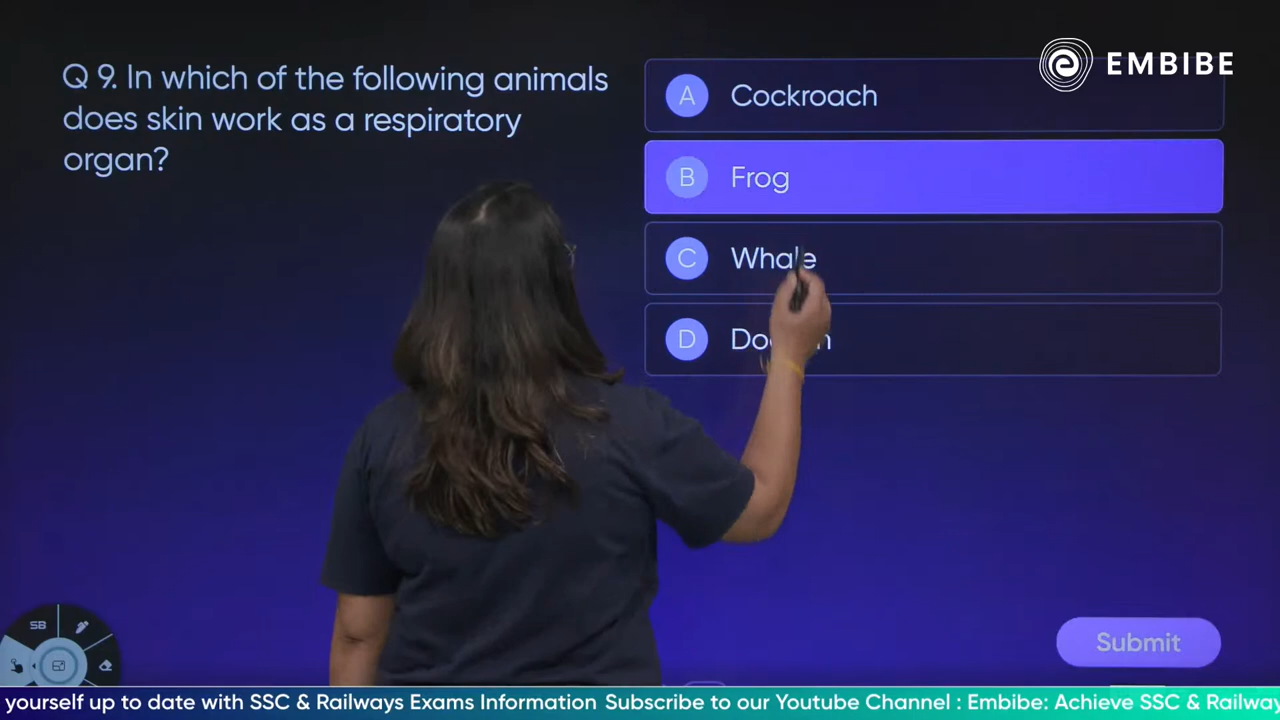 Q 9. In which of the following animals
does skin work as a respiratory
organ?
A Cockroach
B Frog
C Whale
D
EMBIBE
SB
Submit
yourself up to date with SSC & Railways Exams Information Subscribe to our Youtube Channel : Embibe: Achieve SSC &